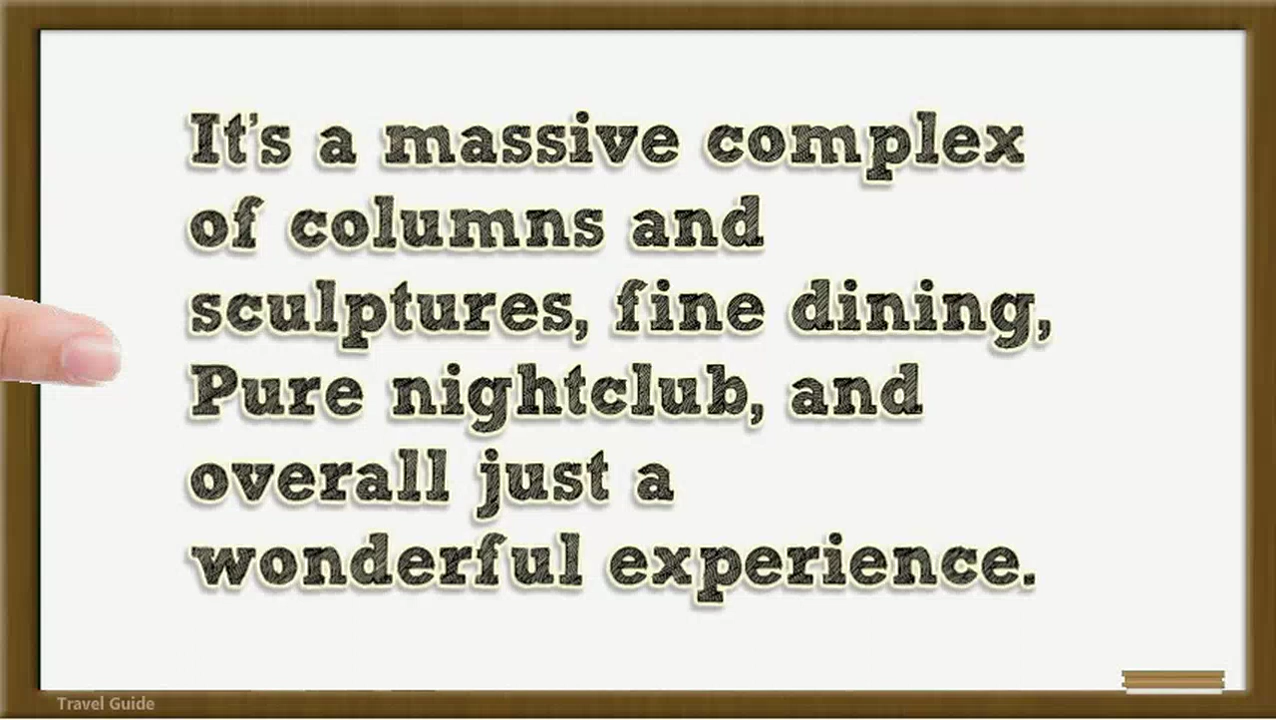 It's a massive complex
of columns and
sculptures, fine dining,
Pure nightclub, and
overall just a
wonderful experience.
Travel Guide